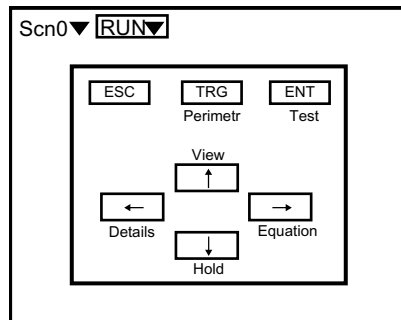 Scn0▼ RUN▼
ESC TRG ENT
Perimetr Test
View
↑
← →
Details Equation
↓
Hold